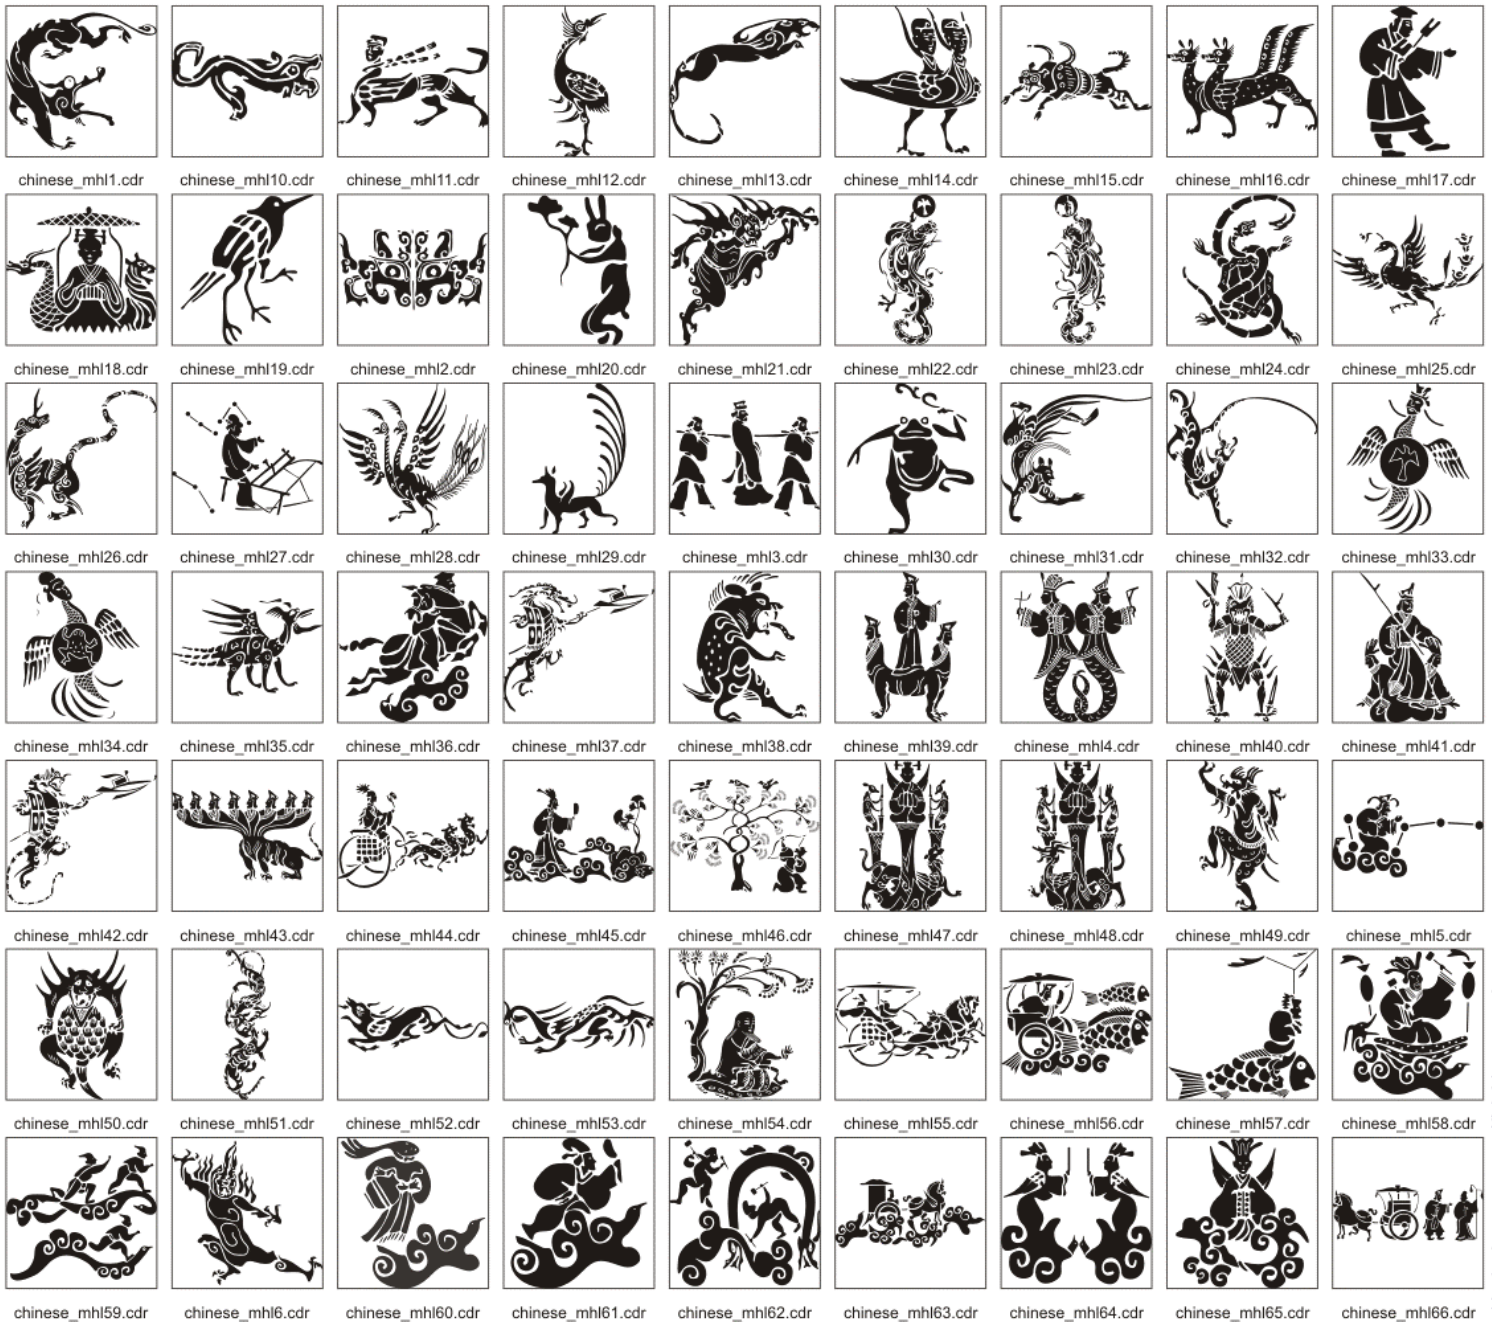 chinese_mhl1.cdr chinese_mhl10.cdr chinese_mhl11.cdr chinese_mhl12.cdr chinese_mhl13.cdr chinese_mhl14.cdr chinese_mhl15.cdr chinese_mhl16.cdr chinese_mhl17.cdr
chinese_mhl18.cdr chinese_mhl19.cdr chinese_mhl2.cdr chinese_mhl20.cdr chinese_mhl21.cdr chinese_mhl22.cdr chinese_mhl23.cdr chinese_mhl24.cdr chinese_mhl25.cdr
chinese_mhl26.cdr chinese_mhl27.cdr chinese_mhl28.cdr chinese_mhl29.cdr chinese_mhl3.cdr chinese_mhl30.cdr chinese_mhl31.cdr chinese_mhl32.cdr chinese_mhl33.cdr
chinese_mhl34.cdr chinese_mhl35.cdr chinese_mhl36.cdr chinese_mhl37.cdr chinese_mhl38.cdr chinese_mhl39.cdr chinese_mhl4.cdr chinese_mhl40.cdr chinese_mhl41.cdr
chinese_mhl42.cdr chinese_mhl43.cdr chinese_mhl44.cdr chinese_mhl45.cdr chinese_mhl46.cdr chinese_mhl47.cdr chinese_mhl48.cdr chinese_mhl49.cdr chinese_mhl5.cdr
chinese_mhl50.cdr chinese_mhl51.cdr chinese_mhl52.cdr chinese_mhl53.cdr chinese_mhl54.cdr chinese_mhl55.cdr chinese_mhl56.cdr chinese_mhl57.cdr chinese_mhl58.cdr
chinese_mhl59.cdr chinese_mhl6.cdr chinese_mhl60.cdr chinese_mhl61.cdr chinese_mhl62.cdr chinese_mhl63.cdr chinese_mhl64.cdr chinese_mhl65.cdr chinese_mhl66.cdr